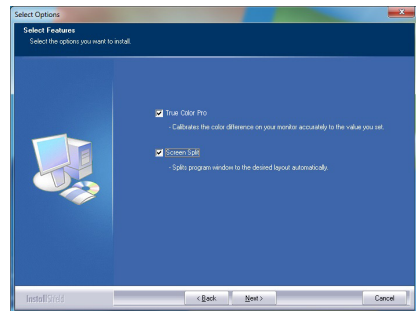 Select Options
Select Features
Select the options you want to install.
True Color Pro
- Calibrates the color difference on your monitor accurately to the value you set.
Screen Split
- Splits program window to the desired layout automatically.
InstallShield
< Back
Next >
Cancel